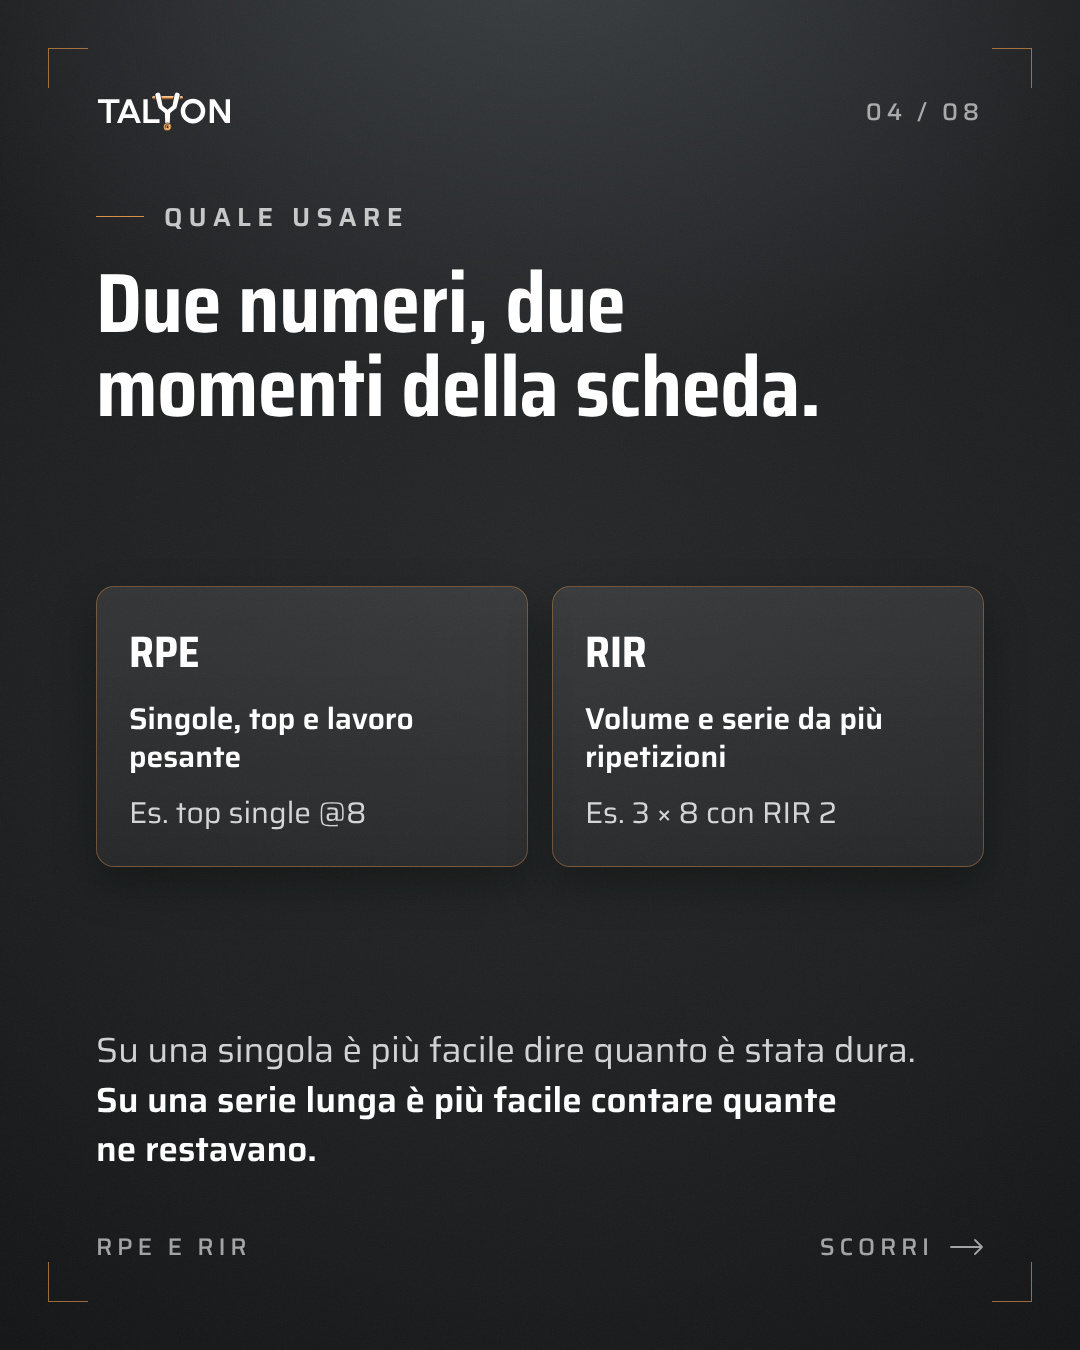 TALYON
04 / 08
QUALE USARE
Due numeri, due
momenti della scheda.
RPE
Singole, top e lavoro
pesante
Es. top single @8
RIR
Volume e serie da più
ripetizioni
Es. 3 × 8 con RIR 2
Su una singola è più facile dire quanto è stata dura.
Su una serie lunga è più facile contare quante
ne restavano.
RPE E RIR
SCORRI →